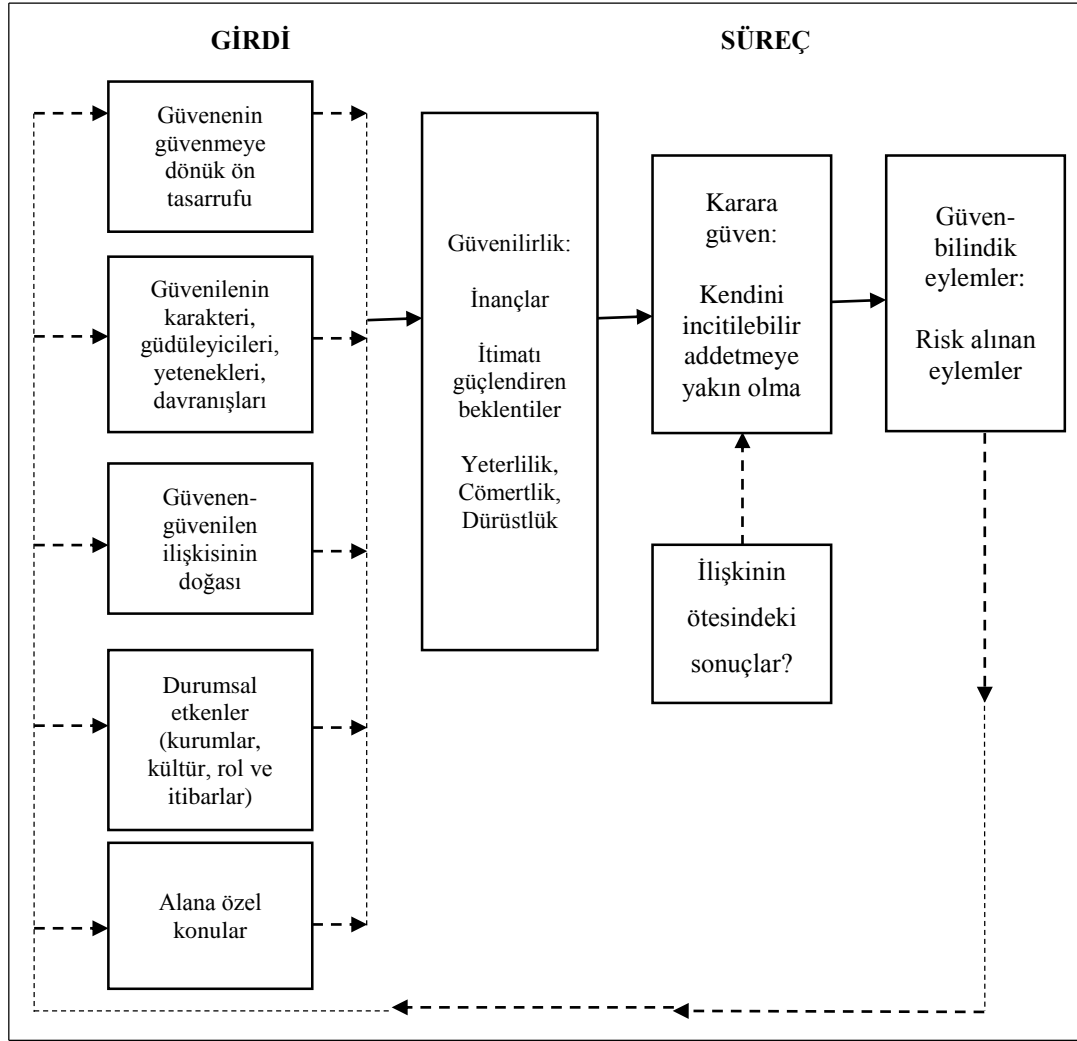 GİRDİ
SÜREÇ
Güvenenin
güvenmeye
dönük ön
tasarrufu
Güvenilenin
karakteri,
güdüleyicileri,
yetenekleri,
davranışları
Güvenen-
güvenilen
ilişkisinin
doğası
Durumsal
etkenler
(kurumlar,
kültür, rol ve
itibarlar)
Alana özel
konular
Güvenilirlik:
İnançlar
İtimatı
güçlendiren
beklentiler
Yeterlilik,
Cömertlik,
Dürüstlük
Karara
güven:
Kendini
incitilebilir
addetmeye
yakın olma
İlişkinin
ötesindeki
sonuçlar?
Güven-
bilindik
eylemler:
Risk alınan
eylemler